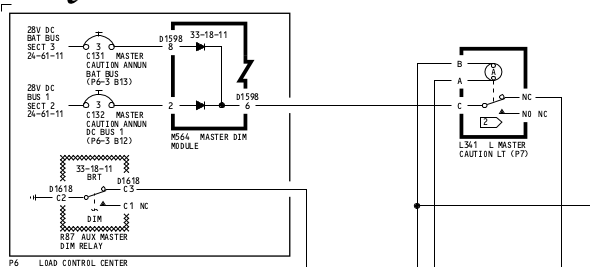 28V DC
BAT BUS
SECT 3
24-61-11
3
C131 MASTER
CAUTION ANNUN
BAT BUS
(P6-3 B13)
D1598
8
33-18-11
28V DC
BUS 1
SECT 2
24-61-11
3
C132 MASTER
CAUTION ANNUN
DC BUS 1
(P6-3 B12)
2
D1598
6
M564 MASTER DIM
MODULE
33-18-11
BRT
D1618
C2
D1618
C3
C1 NC
DIM
R87 AUX MASTER
DIM RELAY
P6 LOAD CONTROL CENTER
B
A
A
C
NC
NO NC
2
L341 L MASTER
CAUTION LT (P7)